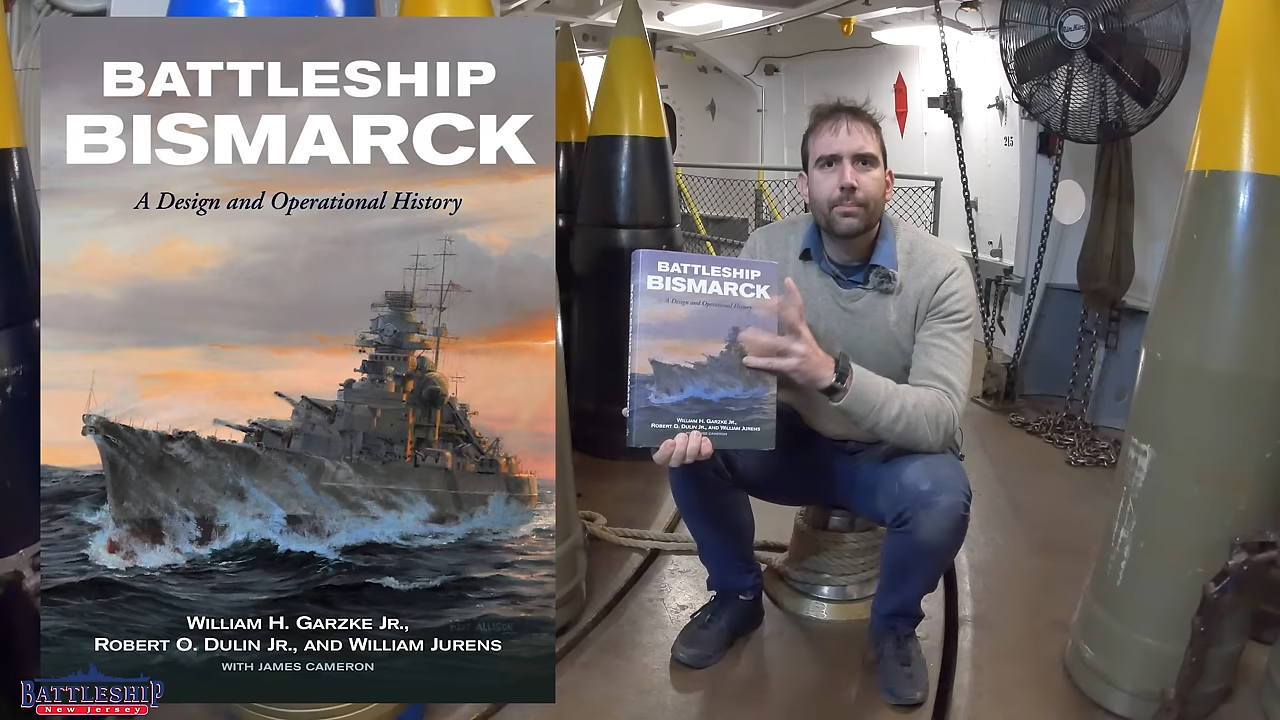 BATTLESHIP
BISMARCK
A Design and Operational History
WILLIAM H. GARZKE JR.,
ROBERT O. DULIN JR., AND WILLIAM JURENS
WITH JAMES CAMERON
BATTLESHIP
New Jersey
BATTLESHIP
BISMARCK
A Design and Operational History
WILLIAM H. GARZKE JR.,
ROBERT O. DULIN JR., AND WILLIAM JURENS
215